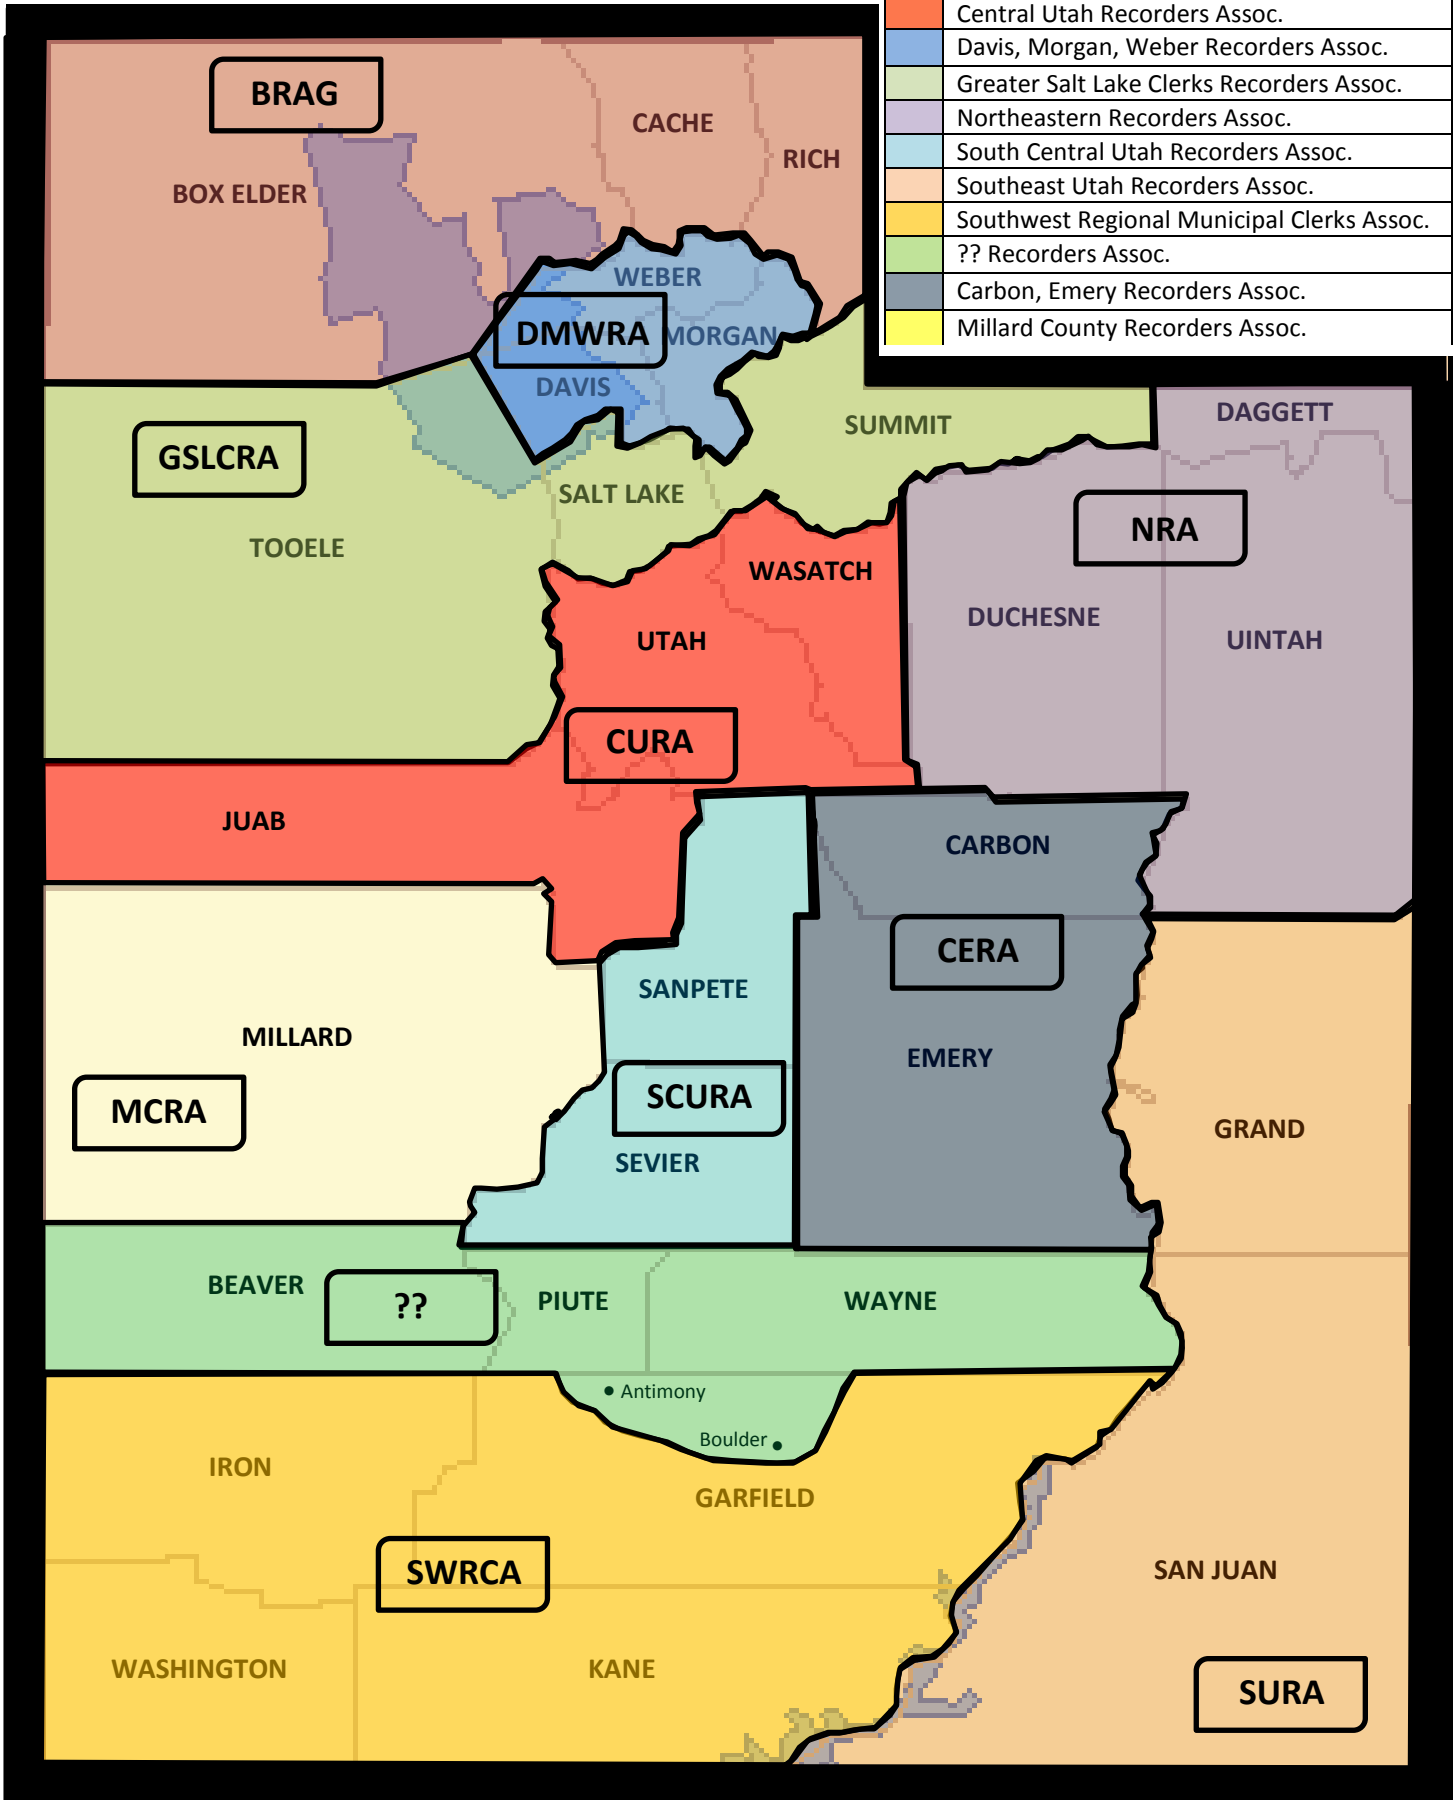 Central Utah Recorders Assoc.
Davis, Morgan, Weber Recorders Assoc.
Greater Salt Lake Clerks Recorders Assoc.
Northeastern Recorders Assoc.
South Central Utah Recorders Assoc.
Southeast Utah Recorders Assoc.
Southwest Regional Municipal Clerks Assoc.
?? Recorders Assoc.
Carbon, Emery Recorders Assoc.
Millard County Recorders Assoc.
BRAG
CACHE
RICH
BOX ELDER
WEBER
DMWRA
MORGAN
DAVIS
SUMMIT
DAGGETT
GSLCRA
SALT LAKE
NRA
TOOELE
WASATCH
DUCHESNE
UTAH
UINTAH
CURA
JUAB
CARBON
CERA
SANPETE
MILLARD
EMERY
SCURA
MCRA
GRAND
SEVIER
BEAVER
??
PIUTE
WAYNE
Antimony
Boulder
IRON
GARFIELD
SWRCA
SAN JUAN
WASHINGTON
KANE
SURA